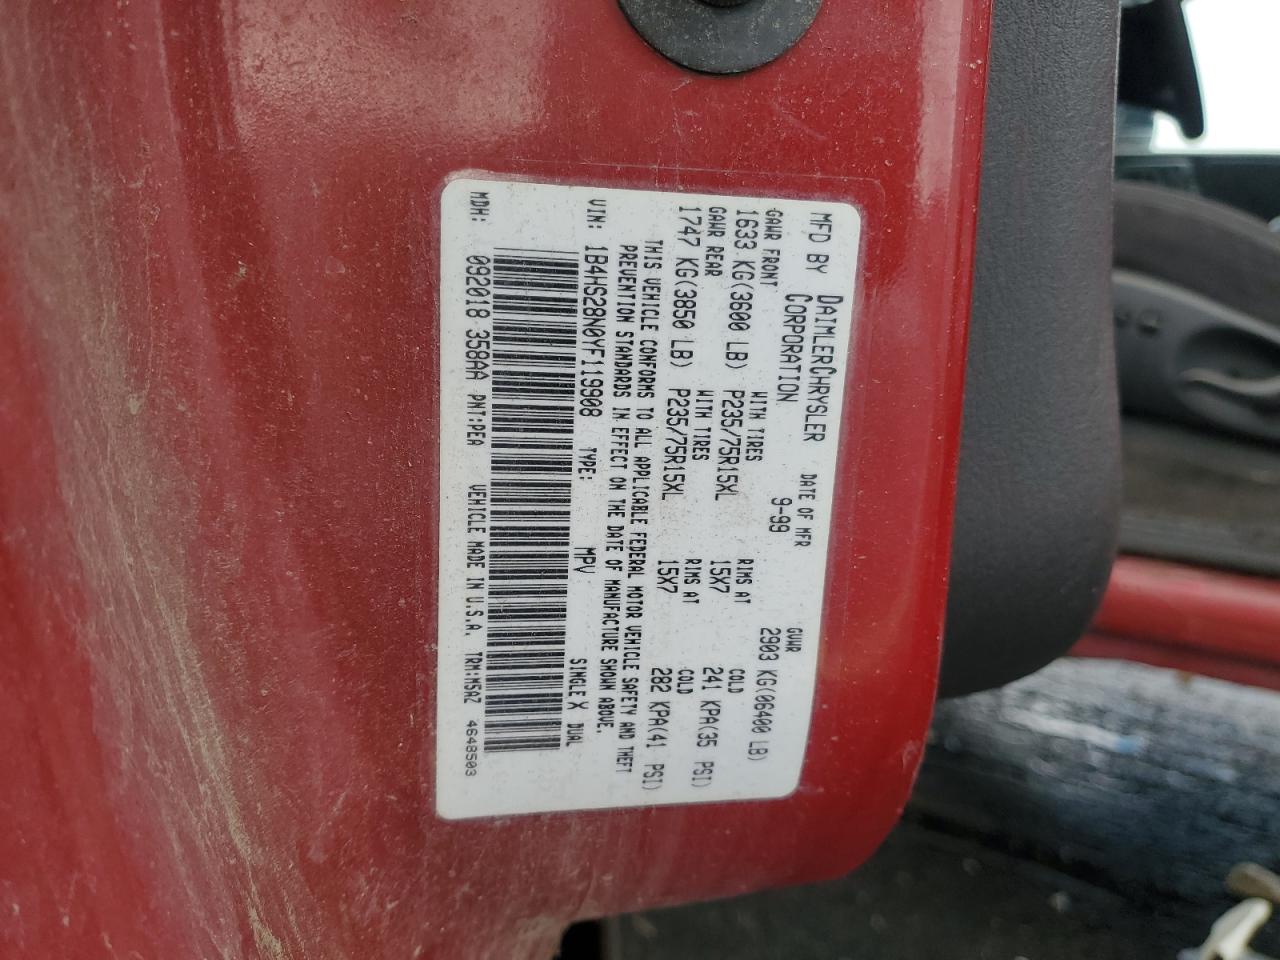 MFD BY DAIMLERCHRYSLER CORPORATION DATE OF MFR 9-99 GVWR 2903 KG(06400 LB)
GAWR FRONT WITH TIRES RIMS AT COLD
1633 KG(3600 LB) P235/75R15XL 15X7 241 KPA(35 PSI)
GAWR REAR WITH TIRES RIMS AT COLD
1747 KG(3850 LB) P235/75R15XL 15X7 282 KPA(41 PSI)
THIS VEHICLE CONFORMS TO ALL APPLICABLE FEDERAL MOTOR VEHICLE SAFETY AND THEFT
PREVENTION STANDARDS IN EFFECT ON THE DATE OF MANUFACTURE SHOWN ABOVE.
VIN: 1B4HS28N0YF119908 TYPE: MPV SINGLE X DUAL
MDH: 092018 358AA PNT:PEA VEHICLE MADE IN U.S.A. TRM:M5AZ 4648503